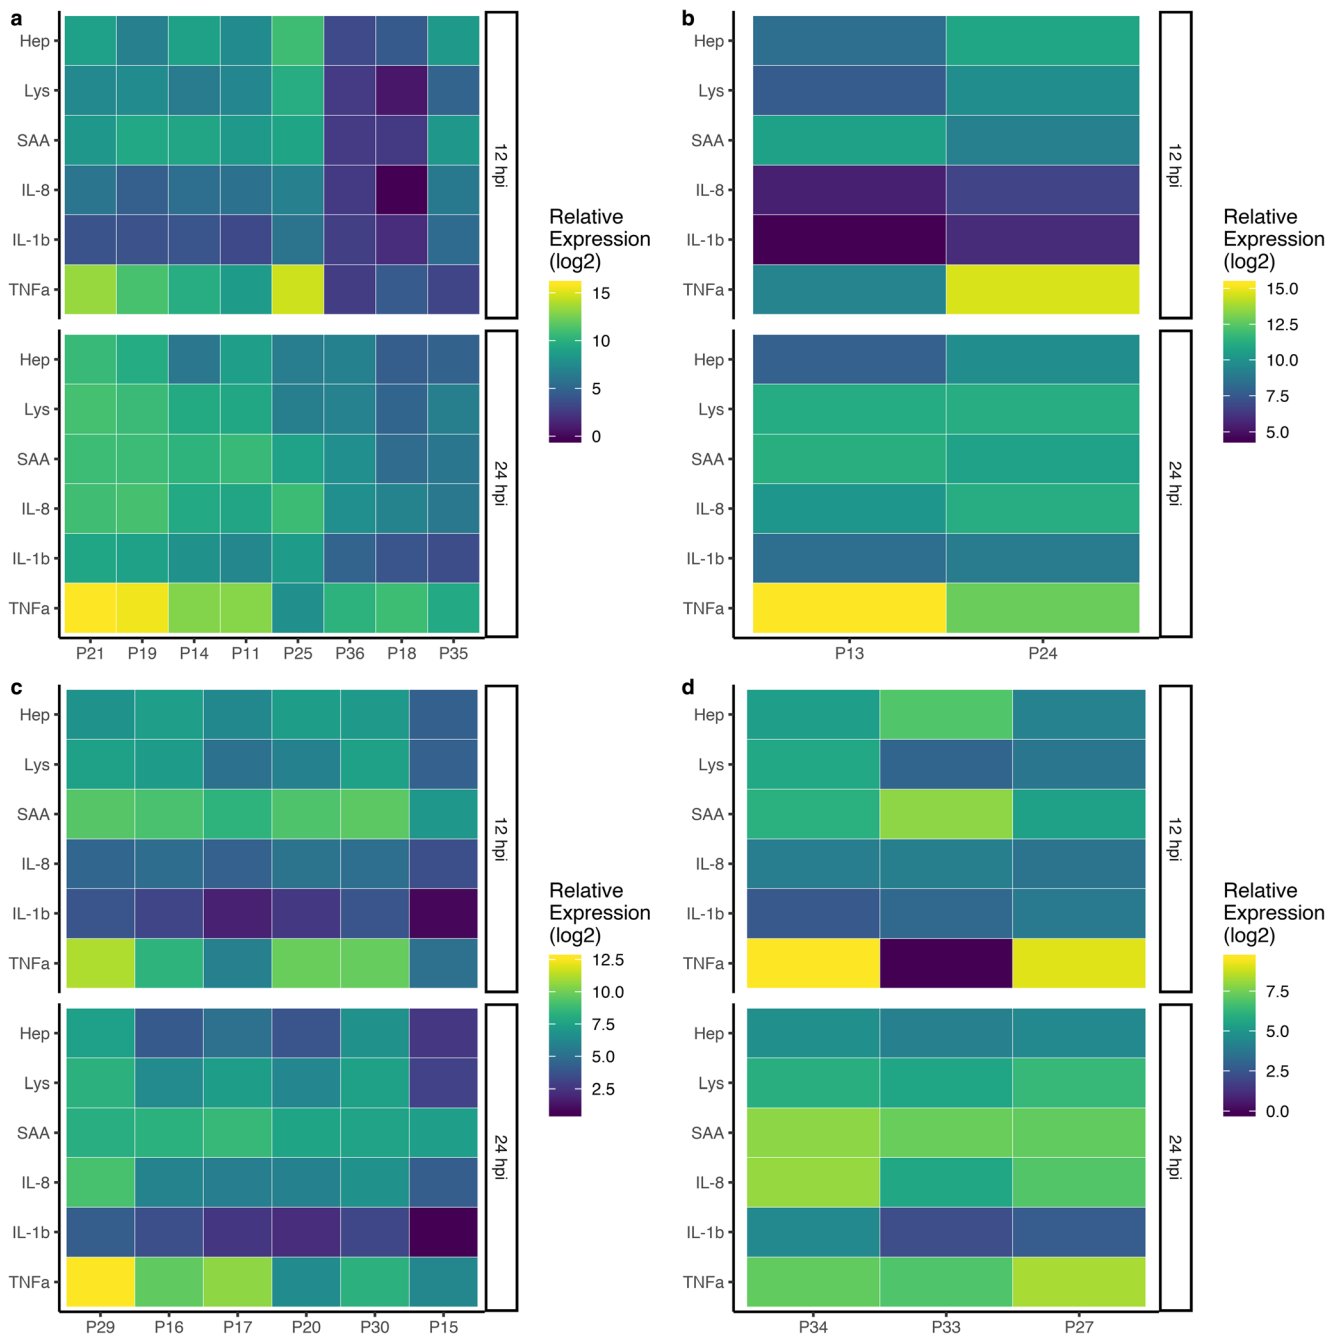 a
Hep
Lys
SAA
IL-8
IL-1b
TNFa
12 hpi
Hep
Lys
SAA
IL-8
IL-1b
TNFa
24 hpi
P21 P19 P14 P11 P25 P36 P18 P35
Relative
Expression
(log2)
15
10
5
0
b
Hep
Lys
SAA
IL-8
IL-1b
TNFa
12 hpi
Hep
Lys
SAA
IL-8
IL-1b
TNFa
24 hpi
P13 P24
Relative
Expression
(log2)
15.0
12.5
10.0
7.5
5.0
c
Hep
Lys
SAA
IL-8
IL-1b
TNFa
12 hpi
Hep
Lys
SAA
IL-8
IL-1b
TNFa
24 hpi
P29 P16 P17 P20 P30 P15
Relative
Expression
(log2)
12.5
10.0
7.5
5.0
2.5
d
Hep
Lys
SAA
IL-8
IL-1b
TNFa
12 hpi
Hep
Lys
SAA
IL-8
IL-1b
TNFa
24 hpi
P34 P33 P27
Relative
Expression
(log2)
7.5
5.0
2.5
0.0